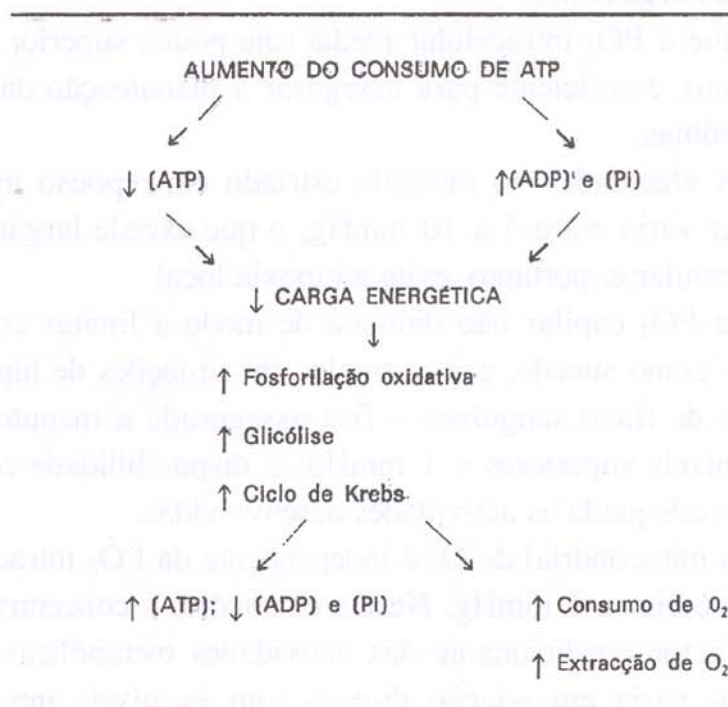 AUMENTO DO CONSUMO DE ATP
↓ (ATP) ↑(ADP) e (Pi)
↓ CARGA ENERGÉTICA
↓
↑ Fosforilação oxidativa
↑ Glicólise
↑ Ciclo de Krebs
↑ (ATP); ↓ (ADP) e (Pi) ↑ Consumo de O₂
↑ Extracção de O₂